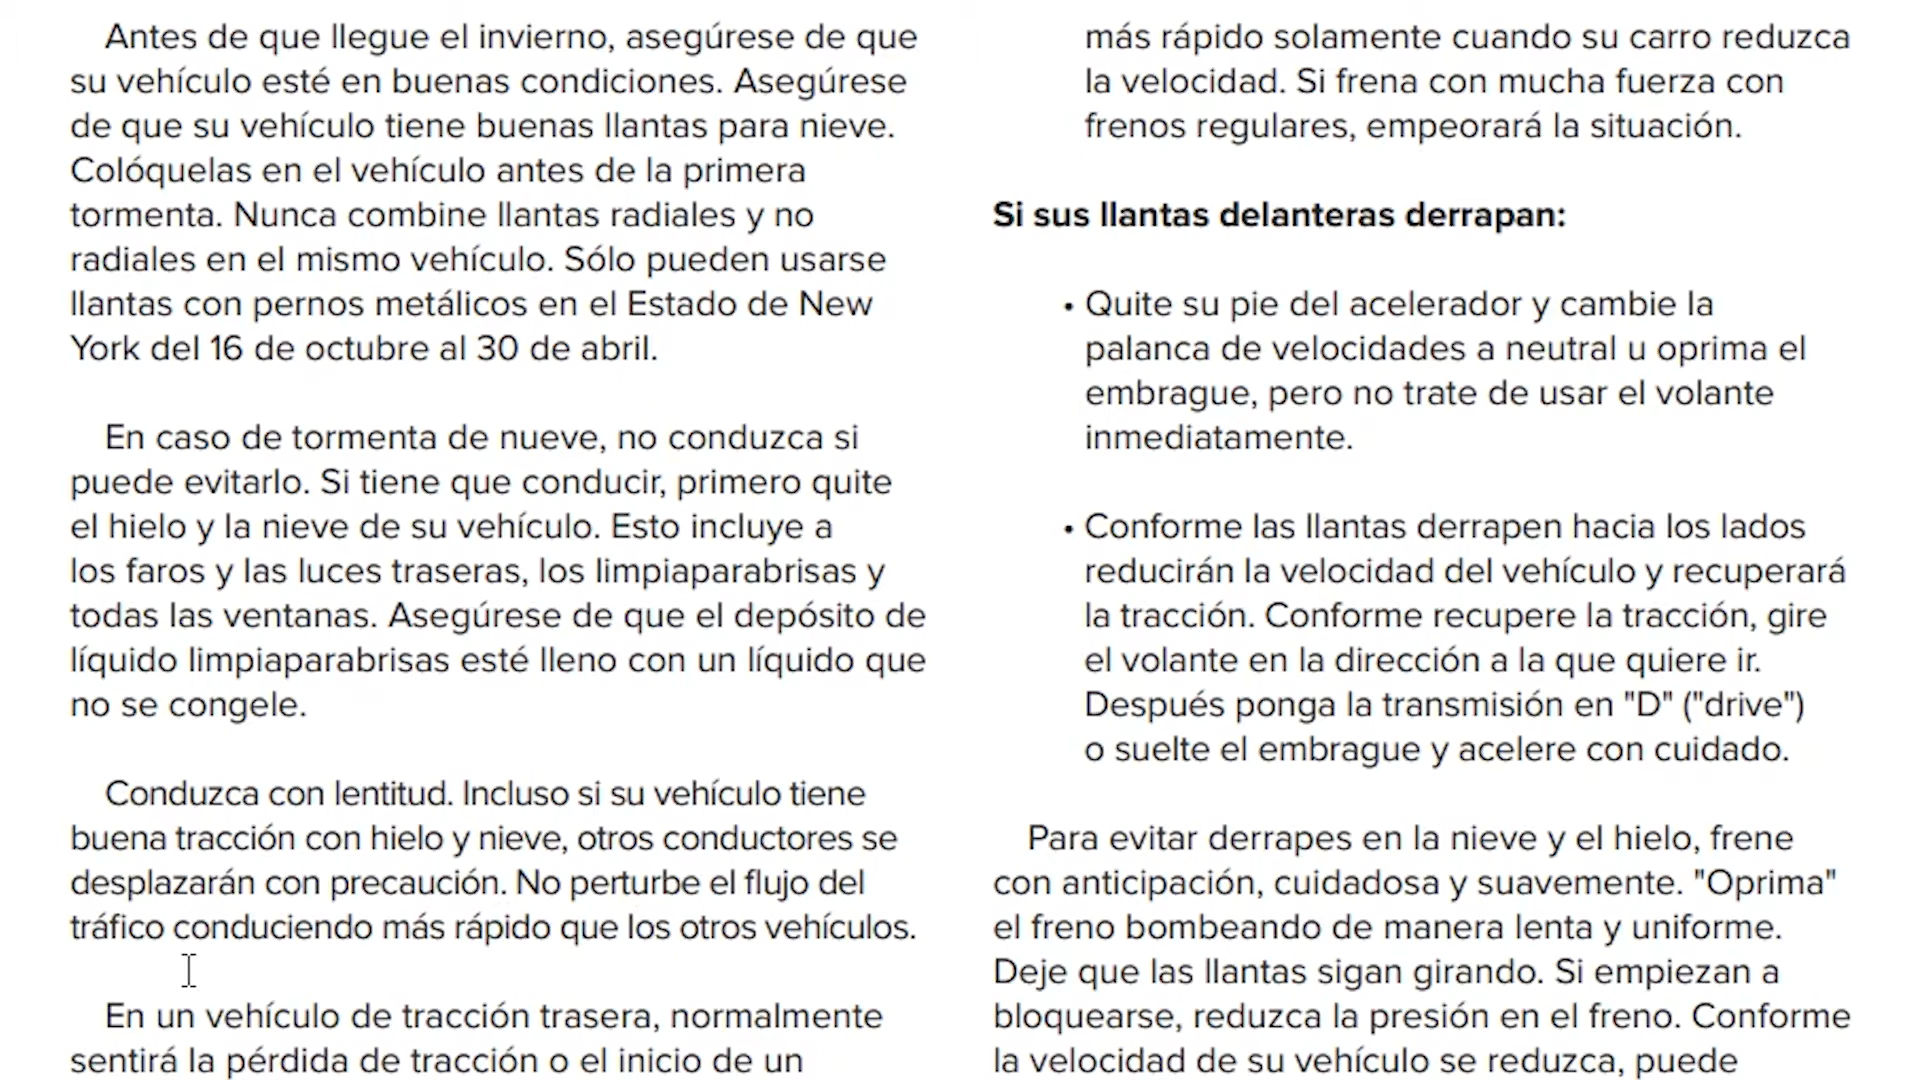 Antes de que llegue el invierno, asegúrese de que
su vehículo esté en buenas condiciones. Asegúrese
de que su vehículo tiene buenas llantas para nieve.
Colóquelas en el vehículo antes de la primera
tormenta. Nunca combine llantas radiales y no
radiales en el mismo vehículo. Sólo pueden usarse
llantas con pernos metálicos en el Estado de New
York del 16 de octubre al 30 de abril.
En caso de tormenta de nueve, no conduzca si
puede evitarlo. Si tiene que conducir, primero quite
el hielo y la nieve de su vehículo. Esto incluye a
los faros y las luces traseras, los limpiaparabrisas y
todas las ventanas. Asegúrese de que el depósito de
líquido limpiaparabrisas esté lleno con un líquido que
no se congele.
Conduzca con lentitud. Incluso si su vehículo tiene
buena tracción con hielo y nieve, otros conductores se
desplazarán con precaución. No perturbe el flujo del
tráfico conduciendo más rápido que los otros vehículos.
En un vehículo de tracción trasera, normalmente
sentirá la pérdida de tracción o el inicio de un
más rápido solamente cuando su carro reduzca
la velocidad. Si frena con mucha fuerza con
frenos regulares, empeorará la situación.
Si sus llantas delanteras derrapan:
• Quite su pie del acelerador y cambie la
palanca de velocidades a neutral u oprima el
embrague, pero no trate de usar el volante
inmediatamente.
• Conforme las llantas derrapen hacia los lados
reducirán la velocidad del vehículo y recuperará
la tracción. Conforme recupere la tracción, gire
el volante en la dirección a la que quiere ir.
Después ponga la transmisión en "D" ("drive")
o suelte el embrague y acelere con cuidado.
Para evitar derrapes en la nieve y el hielo, frene
con anticipación, cuidadosa y suavemente. "Oprima"
el freno bombeando de manera lenta y uniforme.
Deje que las llantas sigan girando. Si empiezan a
bloquearse, reduzca la presión en el freno. Conforme
la velocidad de su vehículo se reduzca, puede